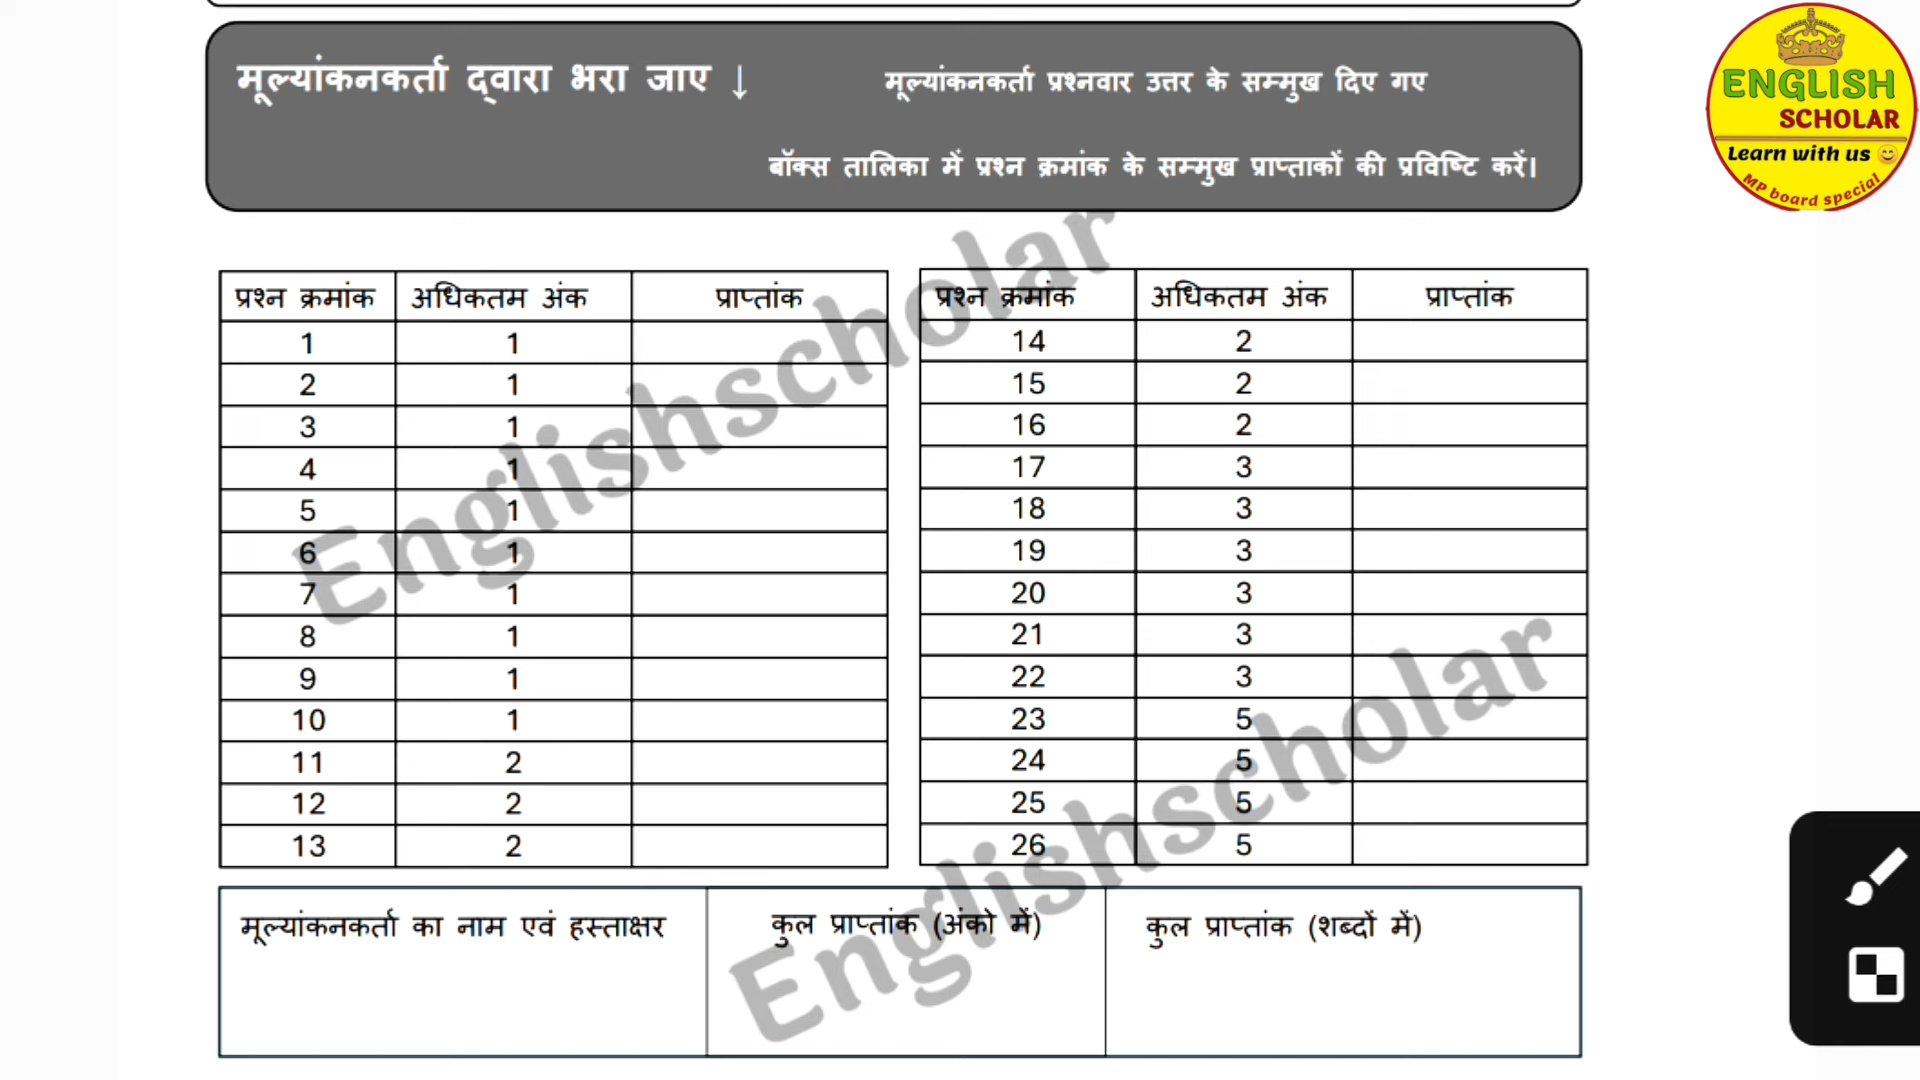 मूल्यांकनकर्ता द्वारा भरा जाए ↓ मूल्यांकनकर्ता प्रश्नवार उत्तर के सम्मुख दिए गए
बॉक्स तालिका में प्रश्न क्रमांक के सम्मुख प्राप्ताकों की प्रविष्टि करें।
ENGLISH
SCHOLAR
Learn with us 😊
MP board special
प्रश्न क्रमांक अधिकतम अंक प्राप्तांक
1 1
2 1
3 1
4 1
5 1
6 1
7 1
8 1
9 1
10 1
11 2
12 2
13 2
प्रश्न क्रमांक अधिकतम अंक प्राप्तांक
14 2
15 2
16 2
17 3
18 3
19 3
20 3
21 3
22 3
23 5
24 5
25 5
26 5
मूल्यांकनकर्ता का नाम एवं हस्ताक्षर
कुल प्राप्तांक (अंको में)
कुल प्राप्तांक (शब्दों में)
Englishscholar
Englishscholar